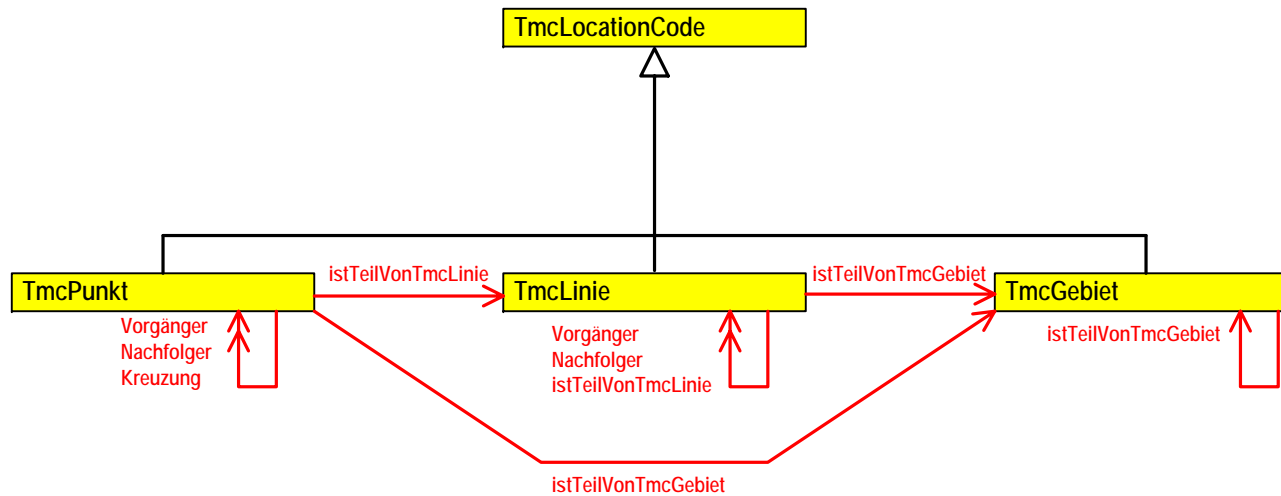 TmcLocationCode
istTeilVonTmcLinie
istTeilVonTmcGebiet
TmcPunkt
TmcLinie
TmcGebiet
Vorgänger
Nachfolger
Kreuzung
Vorgänger
Nachfolger
istTeilVonTmcLinie
istTeilVonTmcGebiet
istTeilVonTmcGebiet